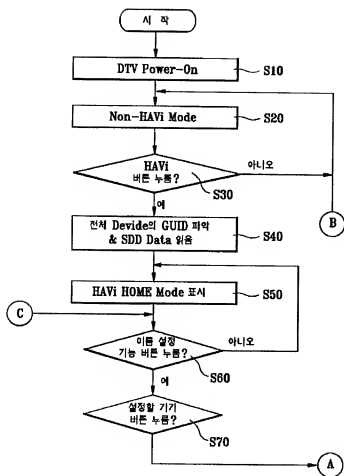 시 작
DTV Power-On
S10
Non-HAVi Mode
S20
HAVi
버튼 누름?
아니오
S30
예
B
전체 Devide의 GUID 파악
& SDD Data 읽음
S40
HAVi HOME Mode 표시
S50
C
이름 설정
기능 버튼 누름?
아니오
S60
예
설정할 기기
버튼 누름?
S70
A